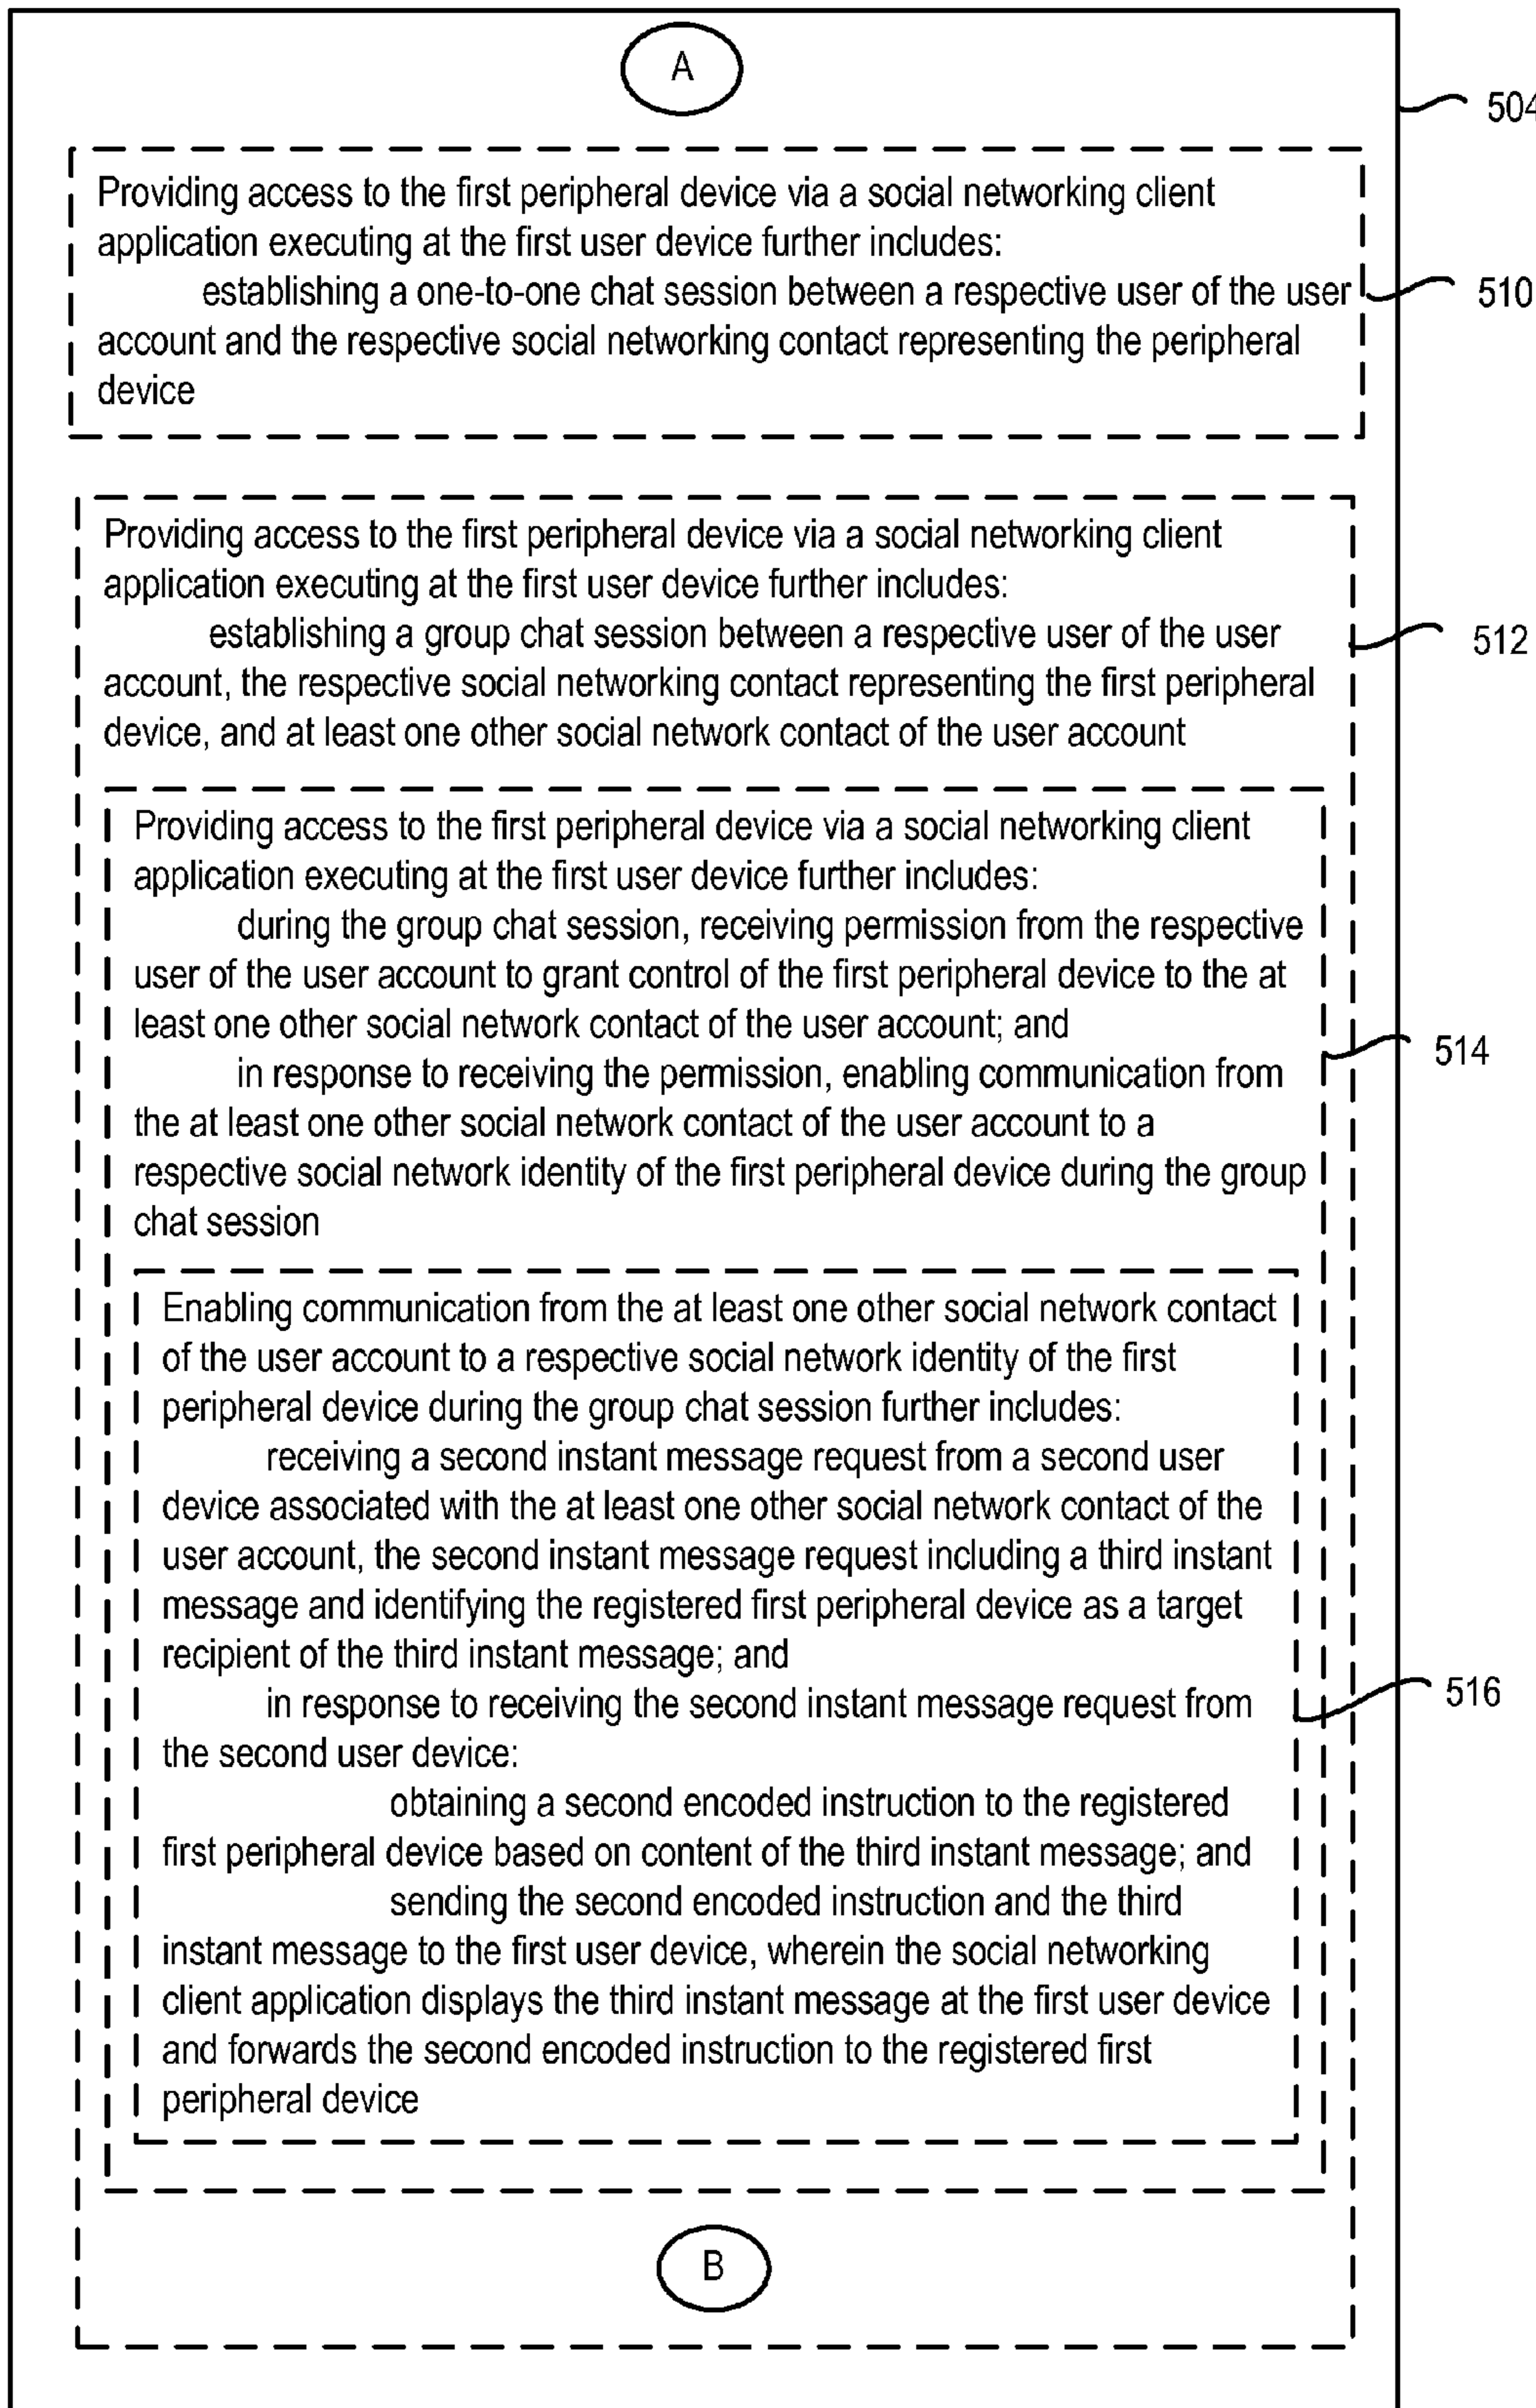 A
504
Providing access to the first peripheral device via a social networking client
application executing at the first user device further includes:
establishing a one-to-one chat session between a respective user of the user
account and the respective social networking contact representing the peripheral
device
510
Providing access to the first peripheral device via a social networking client
application executing at the first user device further includes:
establishing a group chat session between a respective user of the user
account, the respective social networking contact representing the first peripheral
device, and at least one other social network contact of the user account
512
Providing access to the first peripheral device via a social networking client
application executing at the first user device further includes:
during the group chat session, receiving permission from the respective
user of the user account to grant control of the first peripheral device to the at
least one other social network contact of the user account; and
in response to receiving the permission, enabling communication from
the at least one other social network contact of the user account to a
respective social network identity of the first peripheral device during the group
chat session
514
Enabling communication from the at least one other social network contact
of the user account to a respective social network identity of the first
peripheral device during the group chat session further includes:
receiving a second instant message request from a second user
device associated with the at least one other social network contact of the
user account, the second instant message request including a third instant
message and identifying the registered first peripheral device as a target
recipient of the third instant message; and
in response to receiving the second instant message request from
the second user device:
obtaining a second encoded instruction to the registered
first peripheral device based on content of the third instant message; and
sending the second encoded instruction and the third
instant message to the first user device, wherein the social networking
client application displays the third instant message at the first user device
and forwards the second encoded instruction to the registered first
peripheral device
516
B